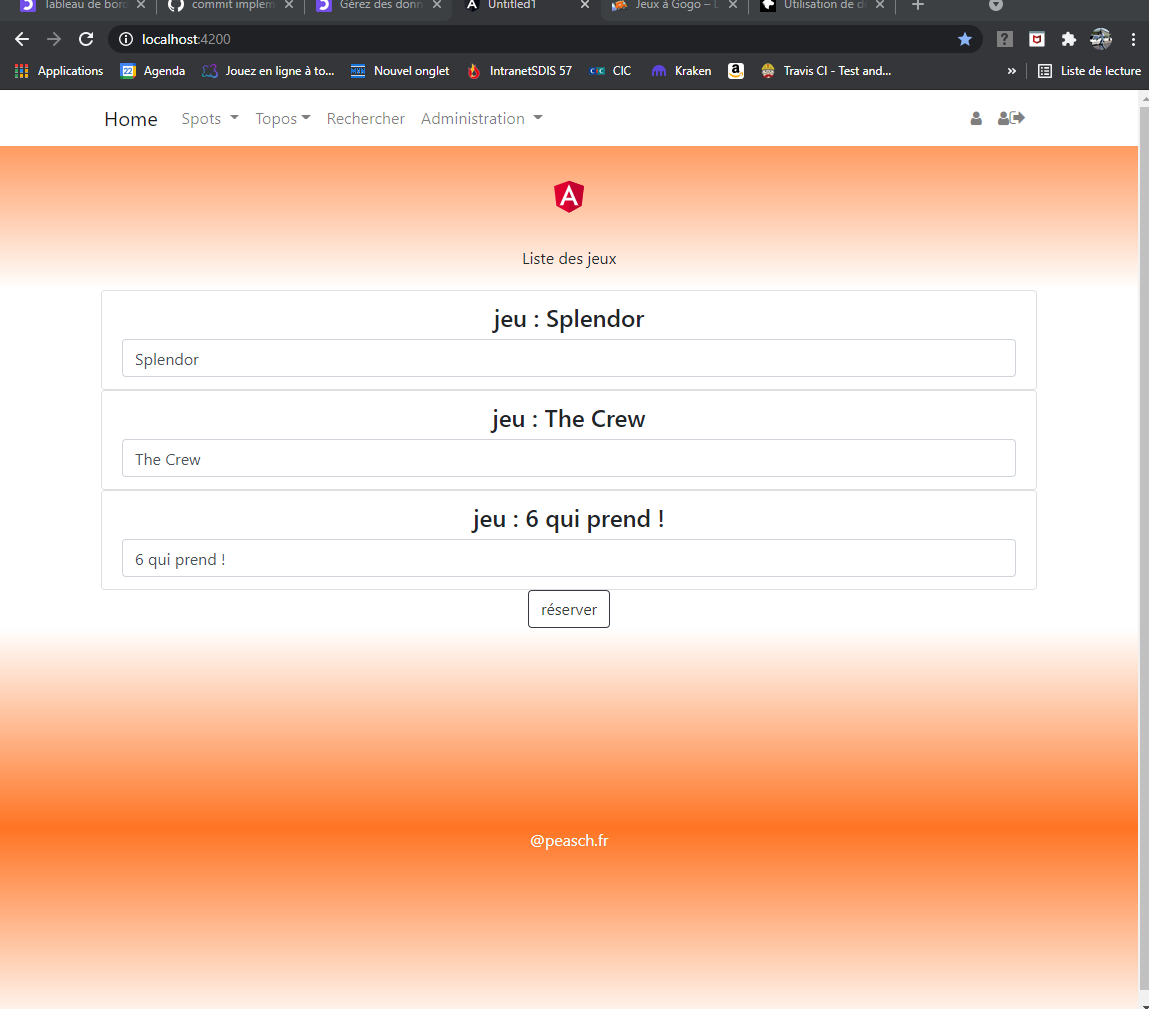 Tableau de bord
commit implem
Gérez des donn
Untitled1
Jeux à Gogo – L
Utilisation de d
localhost:4200
Applications
Agenda
Jouez en ligne à to...
Nouvel onglet
IntranetSDIS 57
CIC
Kraken
Travis CI - Test and...
»
Liste de lecture
Home
Spots
Topos
Rechercher
Administration
Liste des jeux
jeu : Splendor
Splendor
jeu : The Crew
The Crew
jeu : 6 qui prend !
6 qui prend !
réserver
@peasch.fr